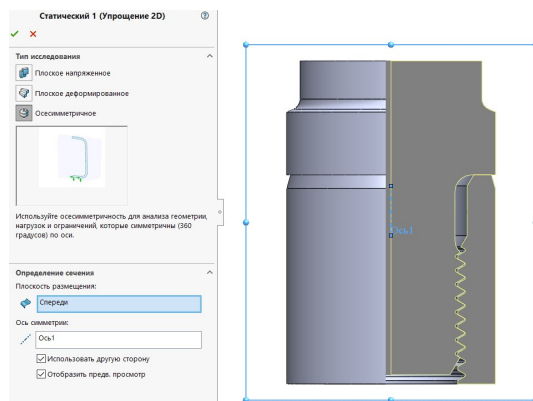 Статический 1 (Упрощение 2D)
Тип исследования
Плоское напряженное
Плоское деформированное
Осесимметричное
Используйте осесимметричность для анализа геометрии,
нагрузок и ограничений, которые симметричны (360
градусов) по оси.
Определение сечения
Плоскость размещения:
Спереди
Ось симметрии:
Ось1
Использовать другую сторону
Отобразить предв. просмотр
Ось1